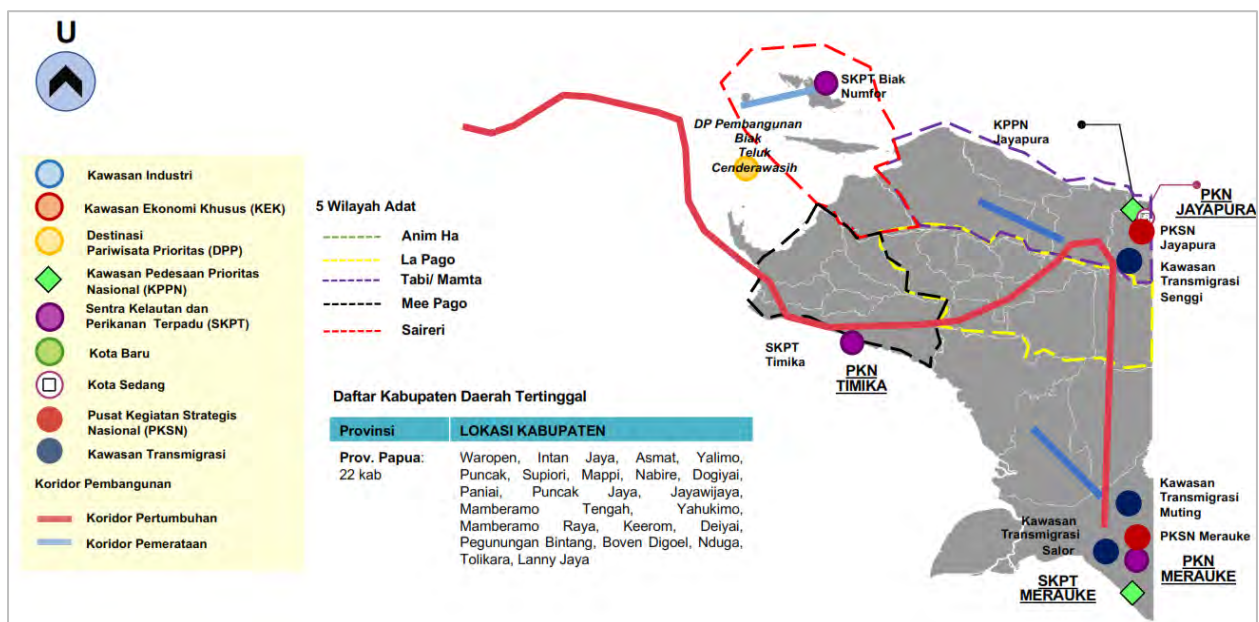 U
Kawasan Industri
Kawasan Ekonomi Khusus (KEK)
Destinasi
Pariwisata Prioritas (DPP)
Kawasan Pedesaan Prioritas
Nasional (KPPN)
Sentra Kelautan dan
Perikanan Terpadu (SKPT)
Kota Baru
Kota Sedang
Pusat Kegiatan Strategis
Nasional (PKSN)
Kawasan Transmigrasi
Koridor Pembangunan
Koridor Pertumbuhan
Koridor Pemerataan
5 Wilayah Adat
Anim Ha
La Pago
Tabi/ Mamta
Mee Pago
Saireri
Daftar Kabupaten Daerah Tertinggal
Provinsi LOKASI KABUPATEN
Prov. Papua:
22 kab
Waropen, Intan Jaya, Asmat, Yalimo,
Puncak, Supiori, Mappi, Nabire, Dogiyai,
Paniai, Puncak Jaya, Jayawijaya,
Mamberamo Tengah, Yahukimo,
Mamberamo Raya, Keerom, Deiyai,
Pegunungan Bintang, Boven Digoel, Nduga,
Tolikara, Lanny Jaya
SKPT Biak
Numfor
DP Pembangunan
Biak
Teluk
Cenderawasih
KPPN
Jayapura
PKN
JAYAPURA
PKSN
Jayapura
Kawasan
Transmigrasi
Senggi
SKPT
Timika
PKN
TIMIKA
Kawasan
Transmigrasi
Muting
Kawasan
Transmigrasi
Salor
PKSN Merauke
PKN
MERAUKE
SKPT
MERAUKE